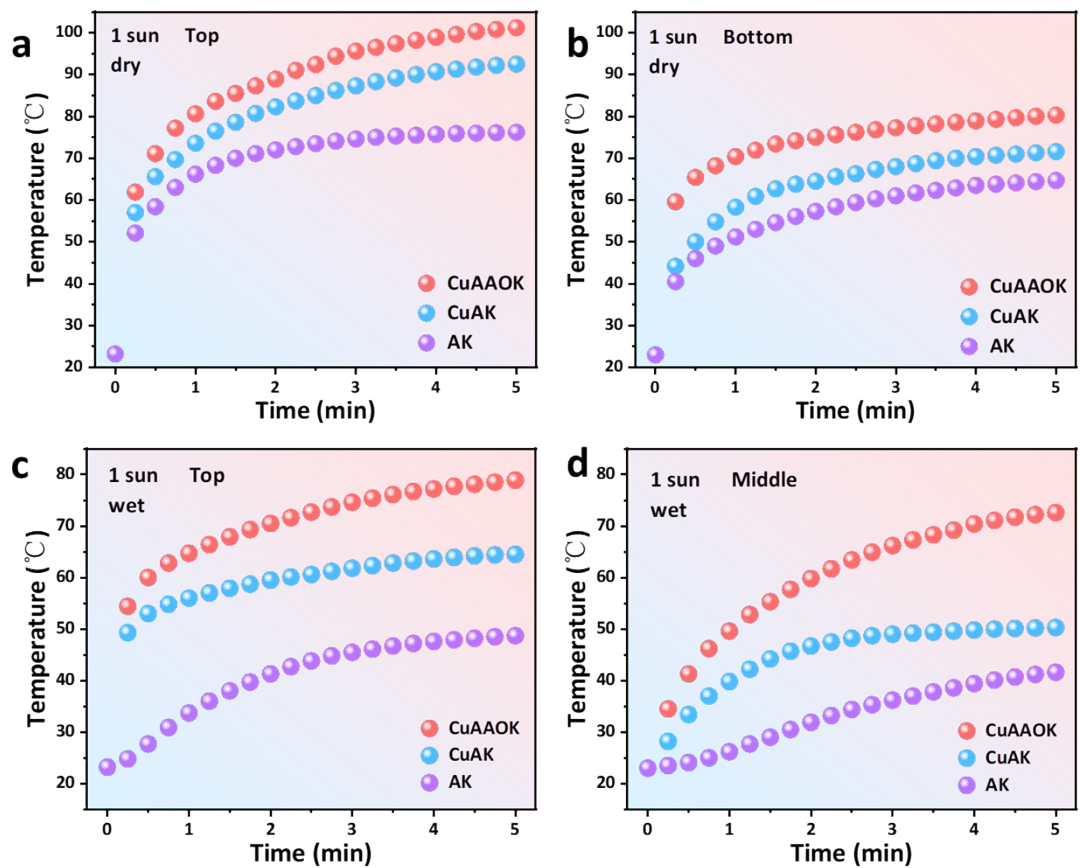 a
1 sun Top
dry
Temperature (℃)
100
90
80
70
60
50
40
30
20
CuAAOK
CuAK
AK
0 1 2 3 4 5
Time (min)
b
1 sun Bottom
dry
Temperature (℃)
100
90
80
70
60
50
40
30
20
CuAAOK
CuAK
AK
0 1 2 3 4 5
Time (min)
c
1 sun Top
wet
Temperature (℃)
80
70
60
50
40
30
20
CuAAOK
CuAK
AK
0 1 2 3 4 5
Time (min)
d
1 sun Middle
wet
Temperature (℃)
80
70
60
50
40
30
20
CuAAOK
CuAK
AK
0 1 2 3 4 5
Time (min)